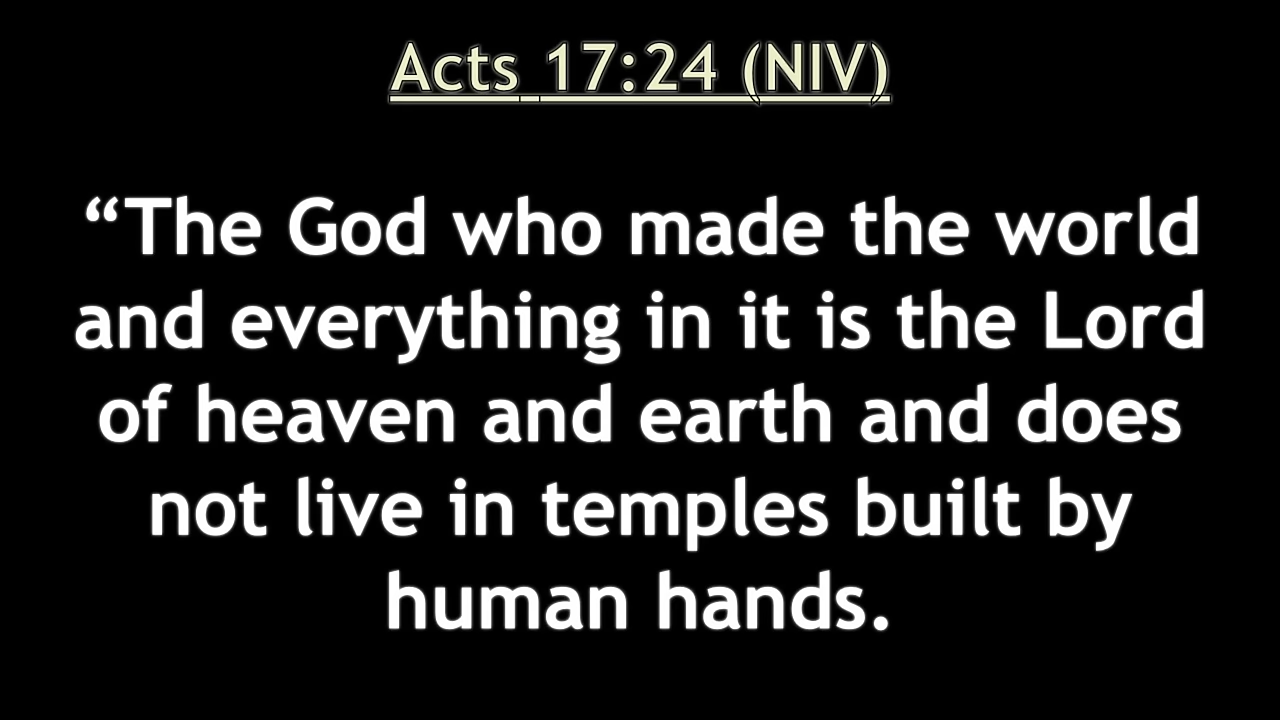 Acts 17:24 (NIV)
“The God who made the world
and everything in it is the Lord
of heaven and earth and does
not live in temples built by
human hands.